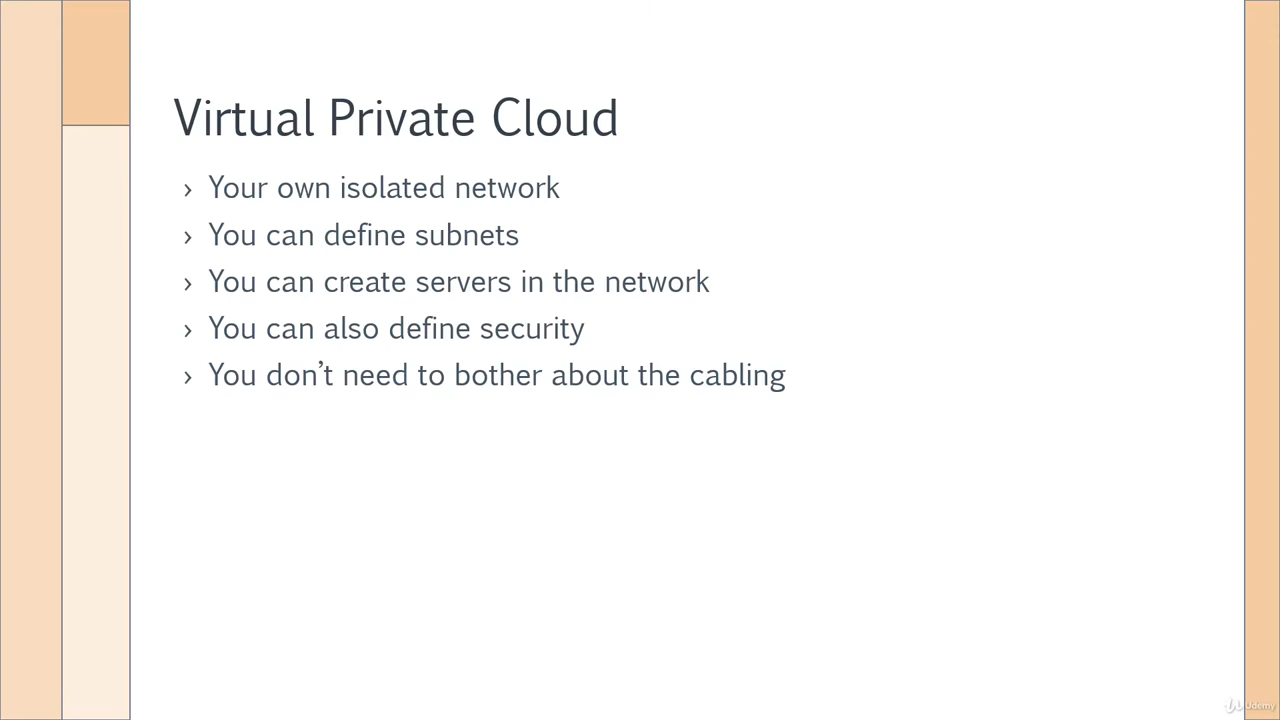 Virtual Private Cloud
› Your own isolated network
› You can define subnets
› You can create servers in the network
› You can also define security
› You don’t need to bother about the cabling
Udemy